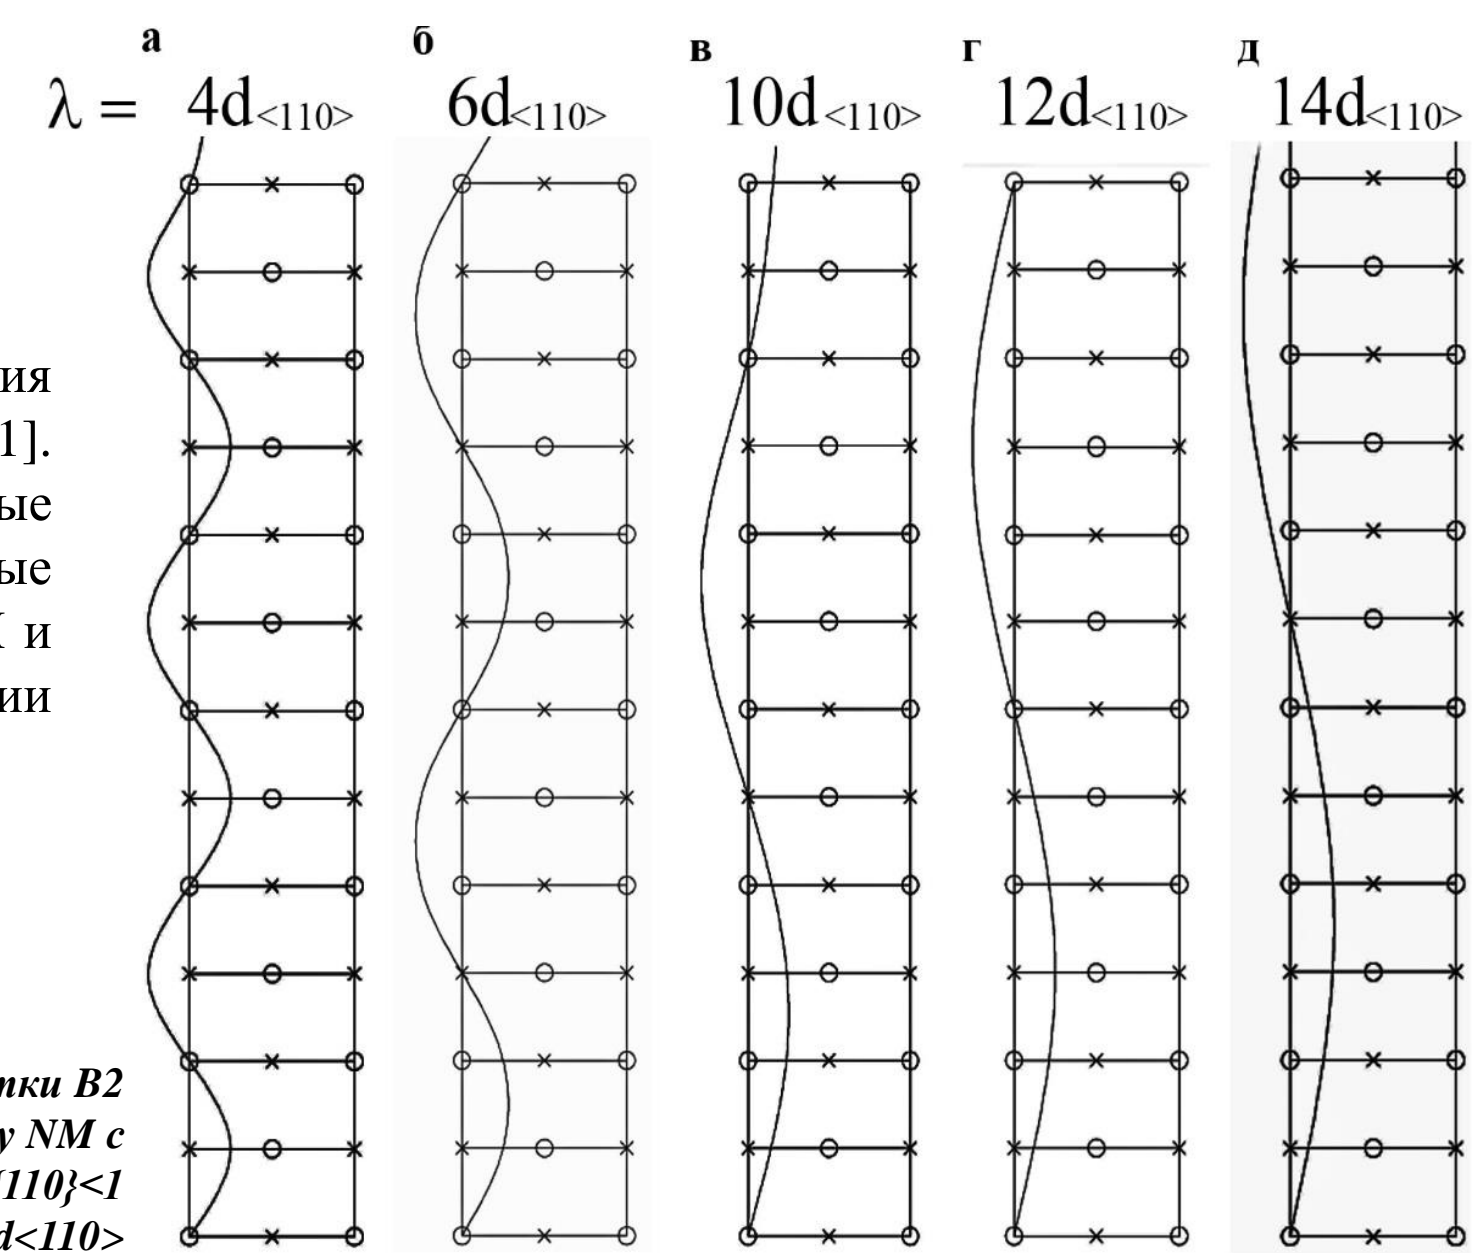 а б в г д
λ = 4d<110> 6d<110> 10d<110> 12d<110> 14d<110>
ия
1].
ые
ые
и
ии
тки B2
у NM с
110}<1
d<110>